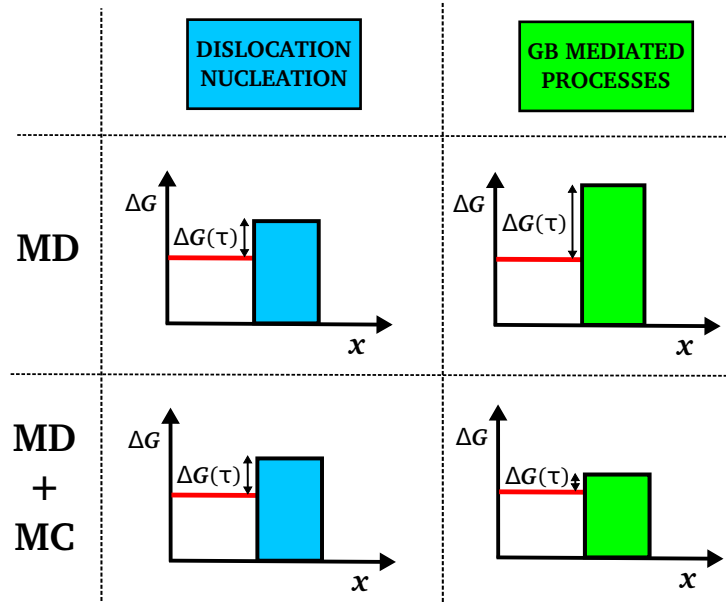 DISLOCATION
NUCLEATION
GB MEDIATED
PROCESSES
MD
ΔG
ΔG(τ)
x
ΔG
ΔG(τ)
x
MD
+
MC
ΔG
ΔG(τ)
x
ΔG
ΔG(τ)
x